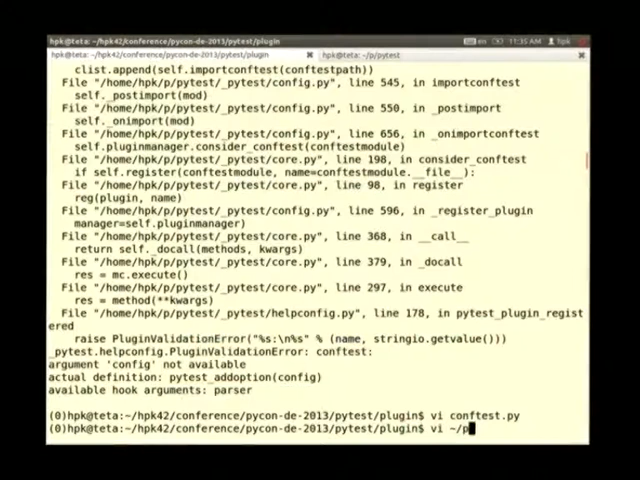 hpk@teta: ~/hpk42/conference/pycon-de-2013/pytest/plugin en 11:35 AM hpk
hpk@teta: ~/hpk42/conference/pycon-de-2013/pytest/plugin hpk@teta: ~/p/pytest
clist.append(self.importconftest(conftestpath))
File "/home/hpk/p/pytest/_pytest/config.py", line 545, in importconftest
self._postimport(mod)
File "/home/hpk/p/pytest/_pytest/config.py", line 550, in _postimport
self._onimport(mod)
File "/home/hpk/p/pytest/_pytest/config.py", line 656, in _onimportconftest
self.pluginmanager.consider_conftest(conftestmodule)
File "/home/hpk/p/pytest/_pytest/core.py", line 198, in consider_conftest
if self.register(conftestmodule, name=conftestmodule.__file__):
File "/home/hpk/p/pytest/_pytest/core.py", line 98, in register
reg(plugin, name)
File "/home/hpk/p/pytest/_pytest/config.py", line 596, in _register_plugin
manager=self.pluginmanager)
File "/home/hpk/p/pytest/_pytest/core.py", line 368, in __call__
return self._docall(methods, kwargs)
File "/home/hpk/p/pytest/_pytest/core.py", line 379, in _docall
res = mc.execute()
File "/home/hpk/p/pytest/_pytest/core.py", line 297, in execute
res = method(**kwargs)
File "/home/hpk/p/pytest/_pytest/helpconfig.py", line 178, in pytest_plugin_regist
ered
raise PluginValidationError("%s:\n%s" % (name, stringio.getvalue()))
_pytest.helpconfig.PluginValidationError: conftest:
argument 'config' not available
actual definition: pytest_addoption(config)
available hook arguments: parser
(0)hpk@teta:~/hpk42/conference/pycon-de-2013/pytest/plugin$ vi conftest.py
(0)hpk@teta:~/hpk42/conference/pycon-de-2013/pytest/plugin$ vi ~/p